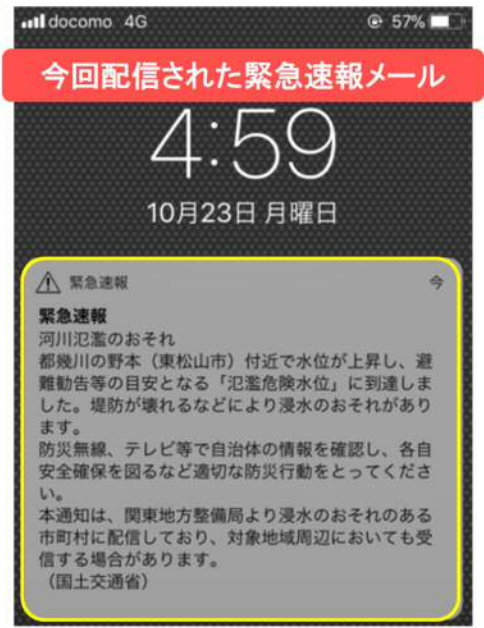 docomo 4G 57%
今回配信された緊急速報メール
4:59
10月23日 月曜日
緊急速報 今
緊急速報
河川氾濫のおそれ
都幾川の野本（東松山市）付近で水位が上昇し、避
難勧告等の目安となる「氾濫危険水位」に到達しま
した。堤防が壊れるなどにより浸水のおそれがあり
ます。
防災無線、テレビ等で自治体の情報を確認し、各自
安全確保を図るなど適切な防災行動をとってくださ
い。
本通知は、関東地方整備局より浸水のおそれのある
市町村に配信しており、対象地域周辺においても受
信する場合があります。
（国土交通省）